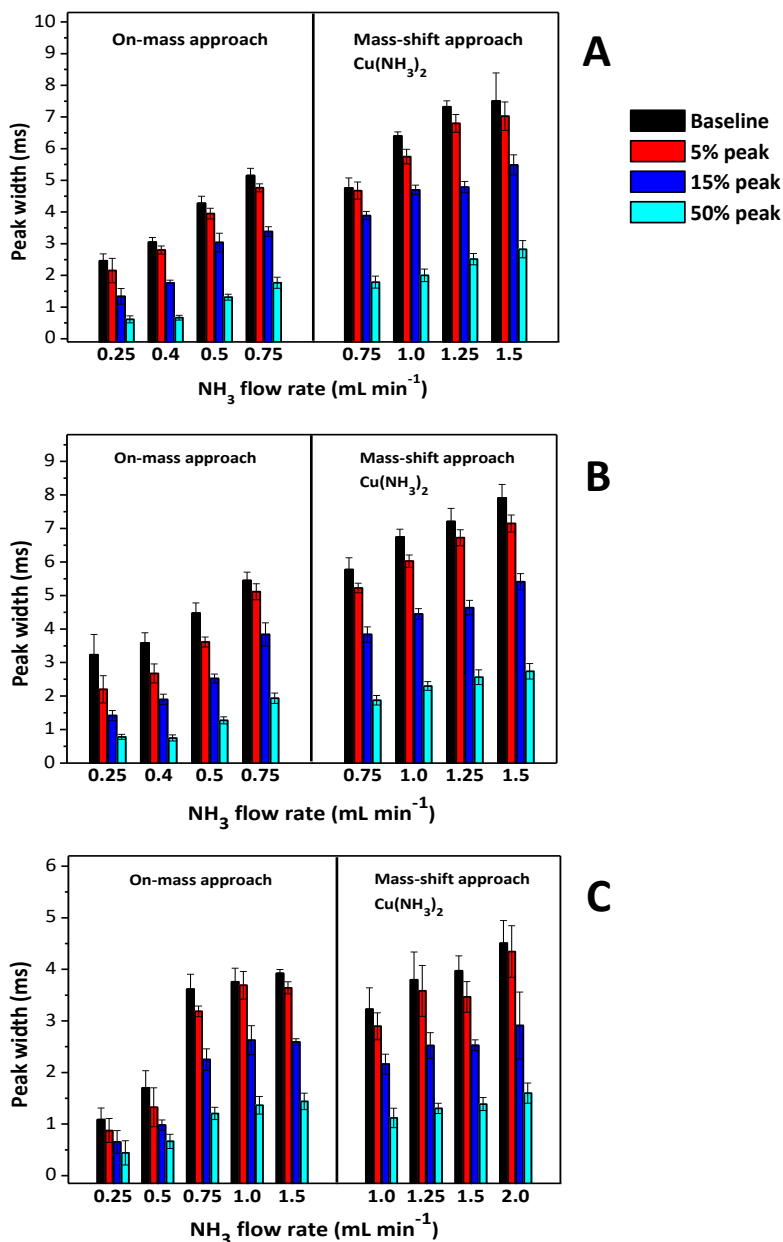 A
On-mass approach
Mass-shift approach
Cu(NH₃)₂
Baseline
5% peak
15% peak
50% peak
Peak width (ms)
10
9
8
7
6
5
4
3
2
1
0
0.25 0.4 0.5 0.75 0.75 1.0 1.25 1.5
NH₃ flow rate (mL min⁻¹)
B
On-mass approach
Mass-shift approach
Cu(NH₃)₂
Peak width (ms)
9
8
7
6
5
4
3
2
1
0
0.25 0.4 0.5 0.75 0.75 1.0 1.25 1.5
NH₃ flow rate (mL min⁻¹)
C
On-mass approach
Mass-shift approach
Cu(NH₃)₂
Peak width (ms)
6
5
4
3
2
1
0
0.25 0.5 0.75 1.0 1.5 1.0 1.25 1.5 2.0
NH₃ flow rate (mL min⁻¹)